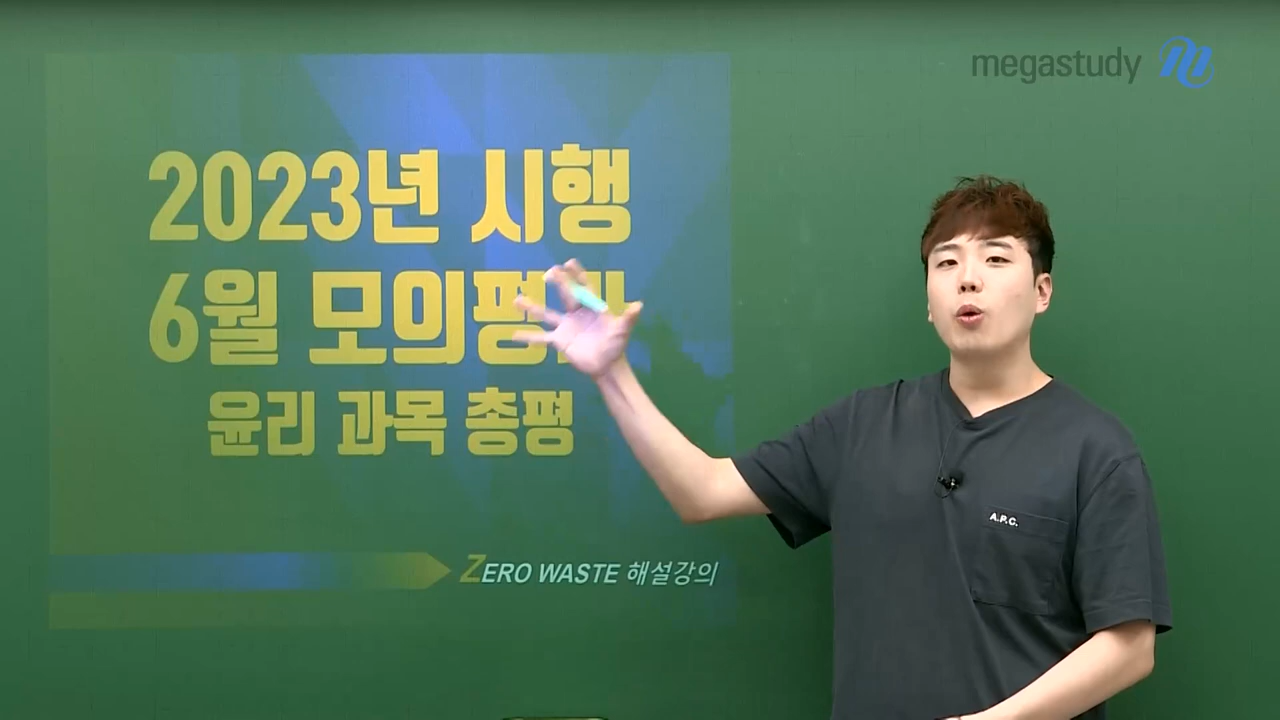 megastudy
2023년 시행
6월 모의평가
윤리 과목 총평
ZERO WASTE 해설강의
A.P.C.